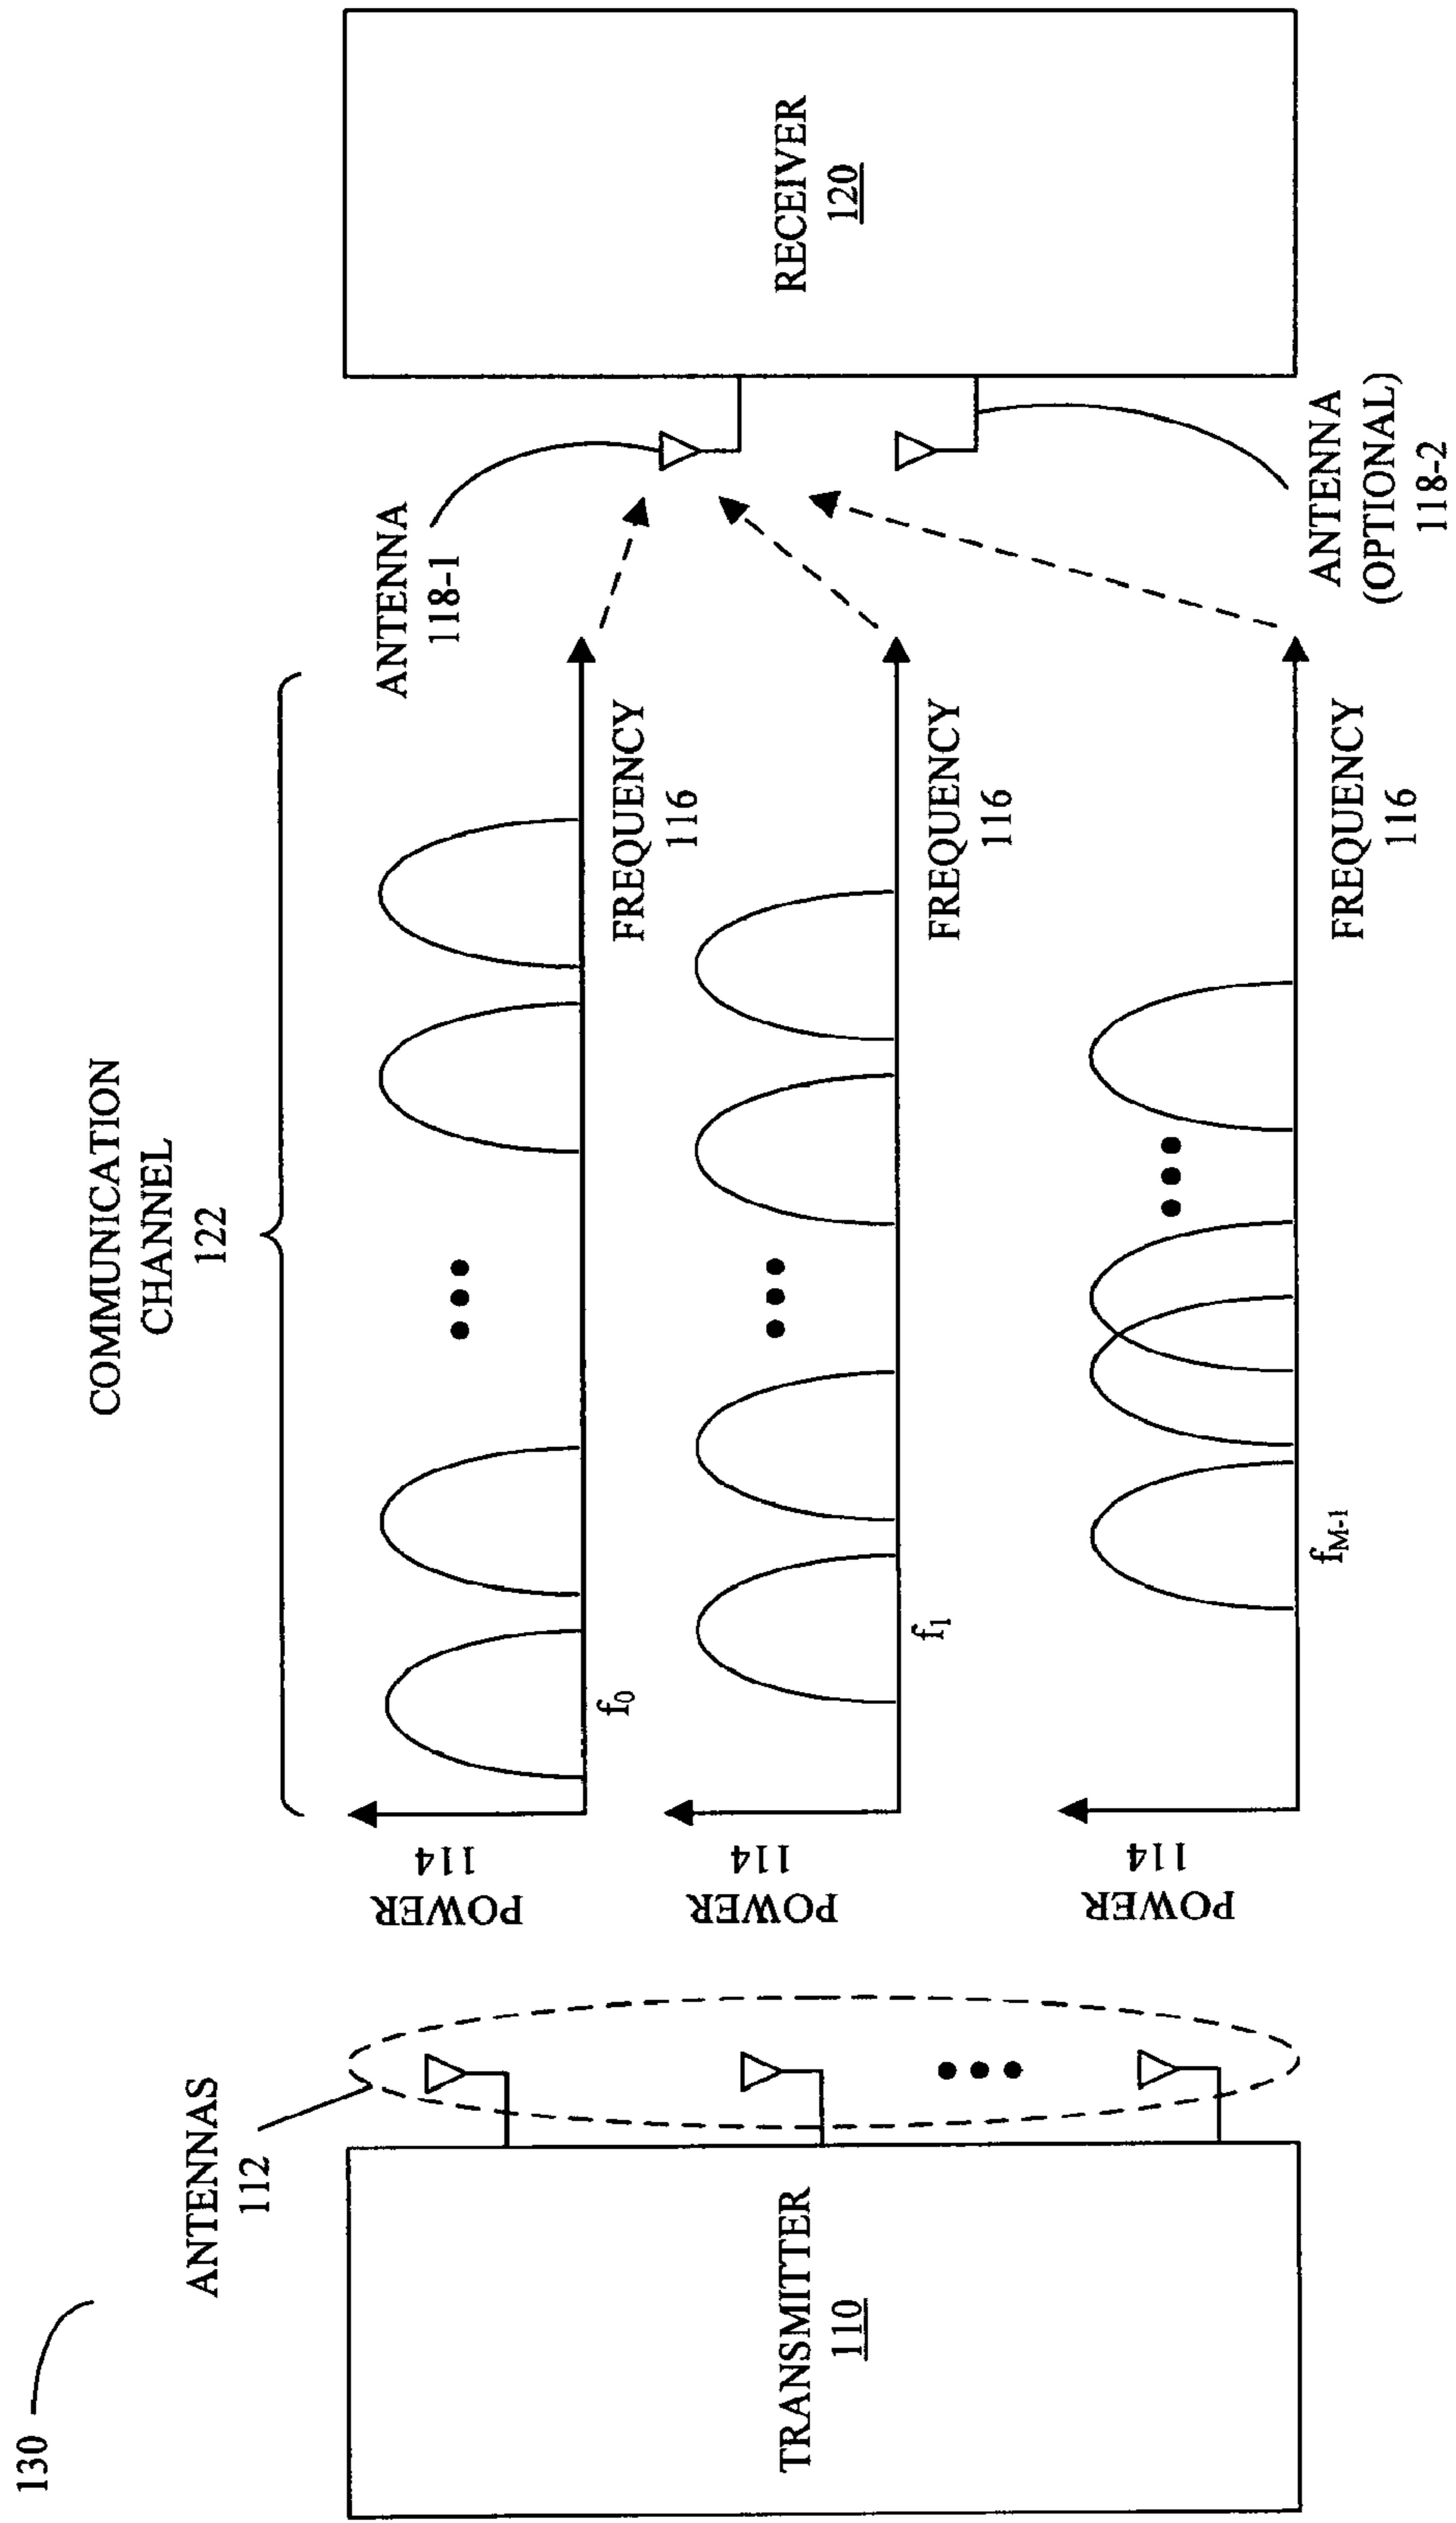 130
ANTENNAS
112
TRANSMITTER
110
COMMUNICATION
CHANNEL
122
POWER
114
f0
FREQUENCY
116
POWER
114
f1
FREQUENCY
116
POWER
114
fM-1
FREQUENCY
116
ANTENNA
118-1
RECEIVER
120
ANTENNA
(OPTIONAL)
118-2